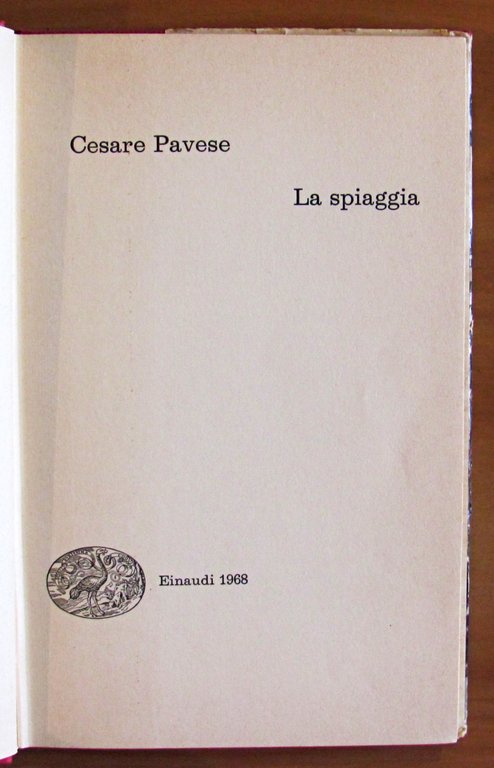 Cesare Pavese
La spiaggia
Einaudi 1968